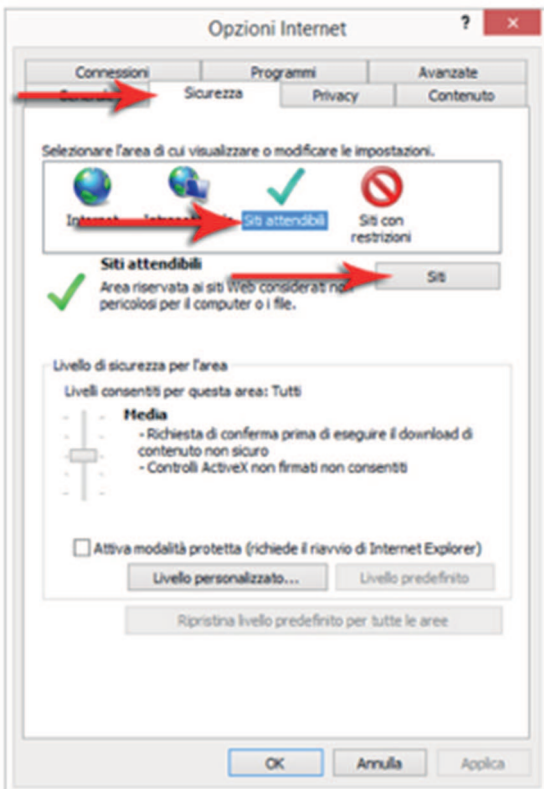 Opzioni Internet
?
Connessioni Programmi Avanzate
Sicurezza Privacy Contenuto
Selezionare l'area di cui visualizzare o modificare le impostazioni.
Internet Siti attendibili Siti con
restrizioni
Siti attendibili
Siti
Area riservata ai siti Web considerati non
pericolosi per il computer o i file.
Livello di sicurezza per l'area
Livelli consentiti per questa area: Tutti
Media
- Richiesta di conferma prima di eseguire il download di
contenuto non sicuro
- Controlli ActiveX non firmati non consentiti
Attiva modalità protetta (richiede il riavvio di Internet Explorer)
Livello personalizzato... Livello predefinito
Ripristina livello predefinito per tutte le aree
OK Annulla Applica